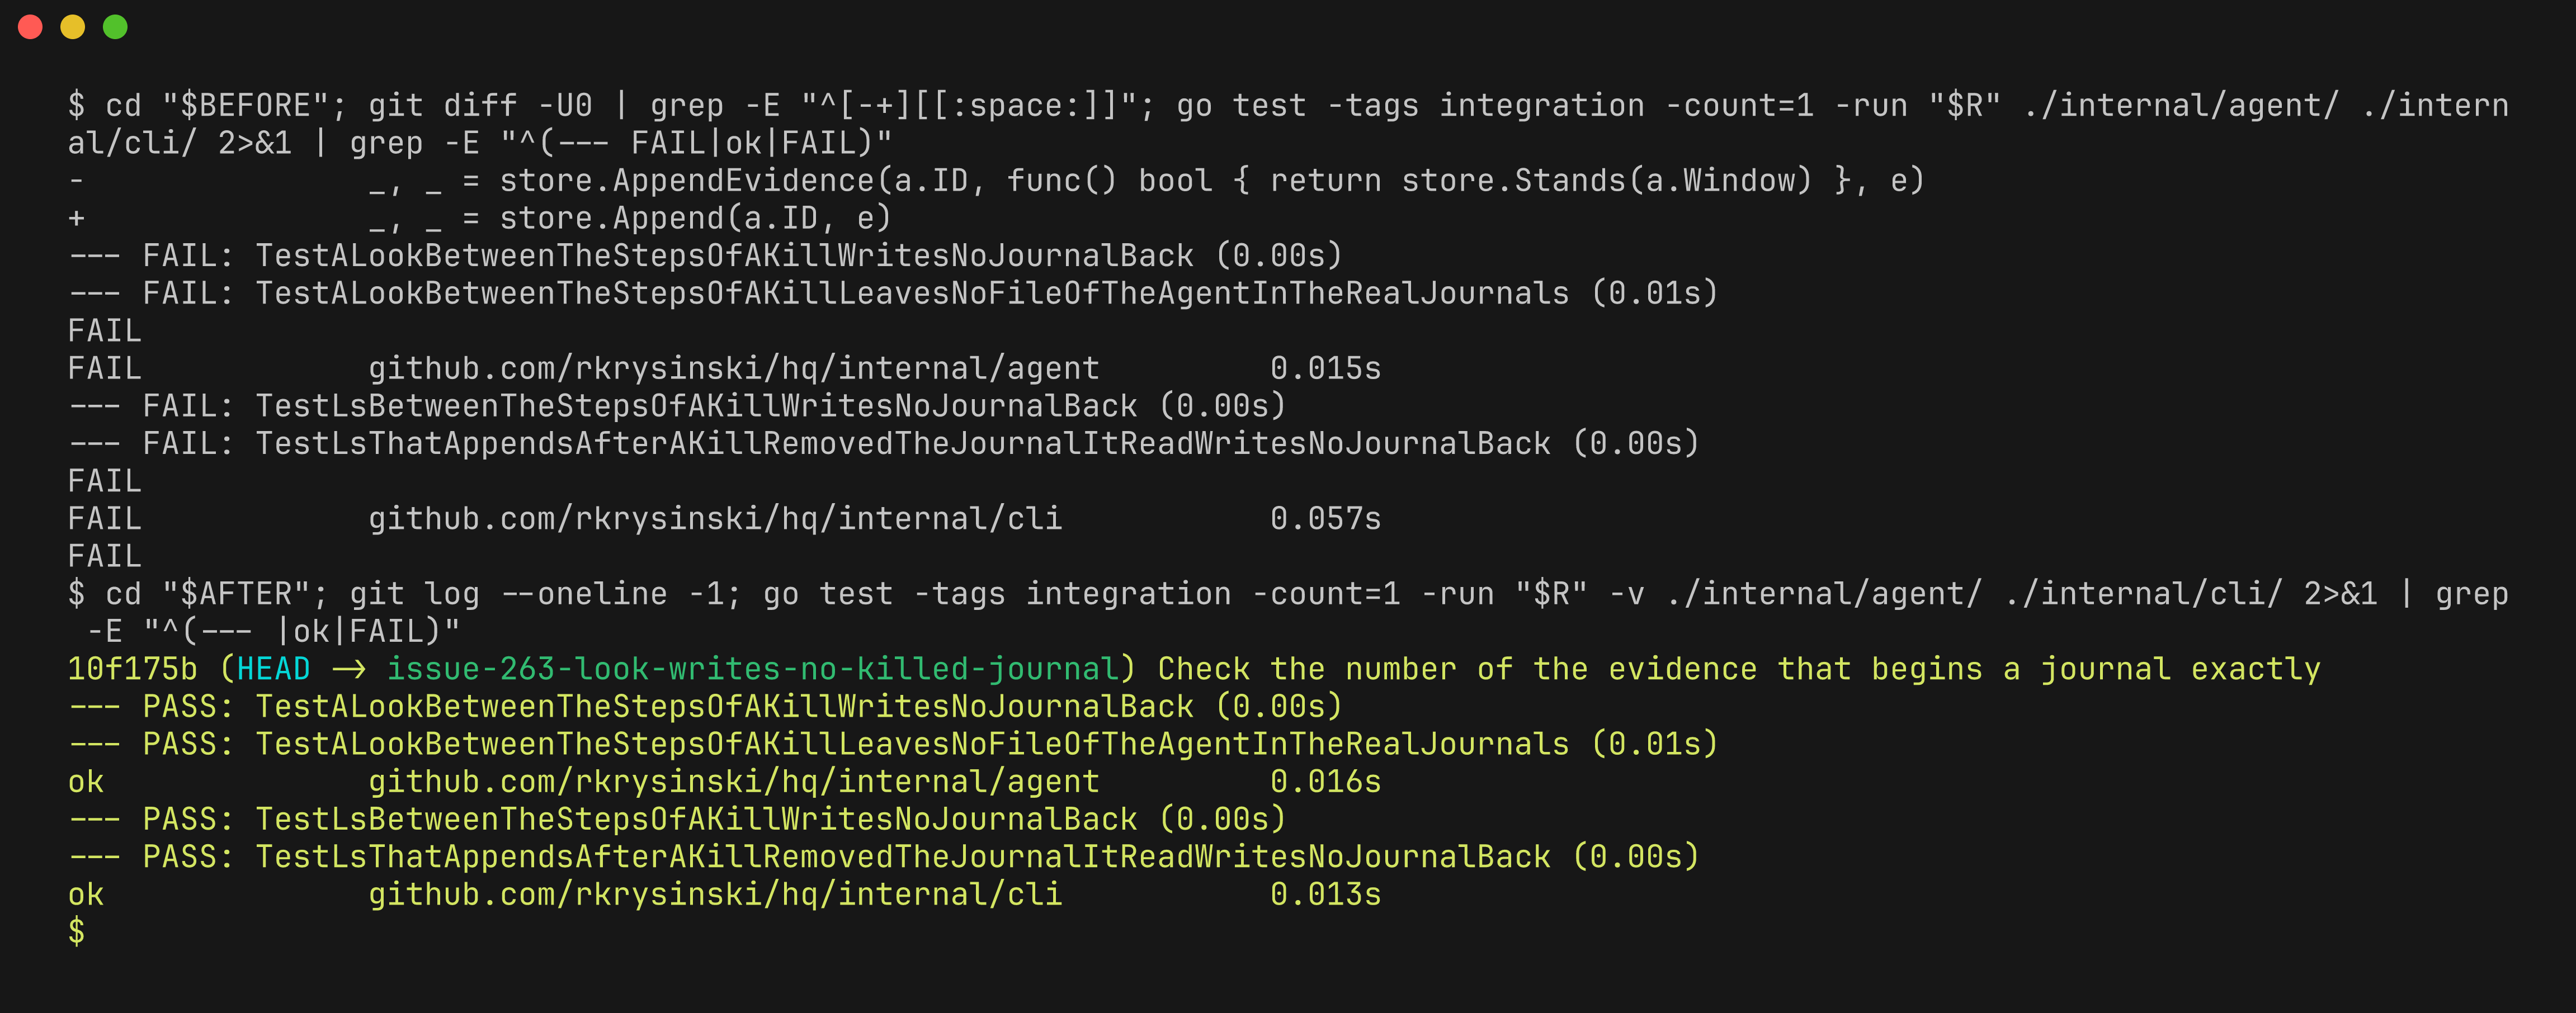 $ cd "$BEFORE"; git diff -U0 | grep -E "^[-+][[:space:]]"; go test -tags integration -count=1 -run "$R" ./internal/agent/ ./intern
al/cli/ 2>&1 | grep -E "^(--- FAIL|ok|FAIL)"
-               _, _ = store.AppendEvidence(a.ID, func() bool { return store.Stands(a.Window) }, e)
+               _, _ = store.Append(a.ID, e)
--- FAIL: TestALookBetweenTheStepsOfAKillWritesNoJournalBack (0.00s)
--- FAIL: TestALookBetweenTheStepsOfAKillLeavesNoFileOfTheAgentInTheRealJournals (0.01s)
FAIL
FAIL            github.com/rkrysinski/hq/internal/agent         0.015s
--- FAIL: TestLsBetweenTheStepsOfAKillWritesNoJournalBack (0.00s)
--- FAIL: TestLsThatAppendsAfterAKillRemovedTheJournalItReadWritesNoJournalBack (0.00s)
FAIL
FAIL            github.com/rkrysinski/hq/internal/cli           0.057s
FAIL
$ cd "$AFTER"; git log --oneline -1; go test -tags integration -count=1 -run "$R" -v ./internal/agent/ ./internal/cli/ 2>&1 | grep
 -E "^(--- |ok|FAIL)"
10f175b (HEAD -> issue-263-look-writes-no-killed-journal) Check the number of the evidence that begins a journal exactly
--- PASS: TestALookBetweenTheStepsOfAKillWritesNoJournalBack (0.00s)
--- PASS: TestALookBetweenTheStepsOfAKillLeavesNoFileOfTheAgentInTheRealJournals (0.01s)
ok              github.com/rkrysinski/hq/internal/agent         0.016s
--- PASS: TestLsBetweenTheStepsOfAKillWritesNoJournalBack (0.00s)
--- PASS: TestLsThatAppendsAfterAKillRemovedTheJournalItReadWritesNoJournalBack (0.00s)
ok              github.com/rkrysinski/hq/internal/cli           0.013s
$